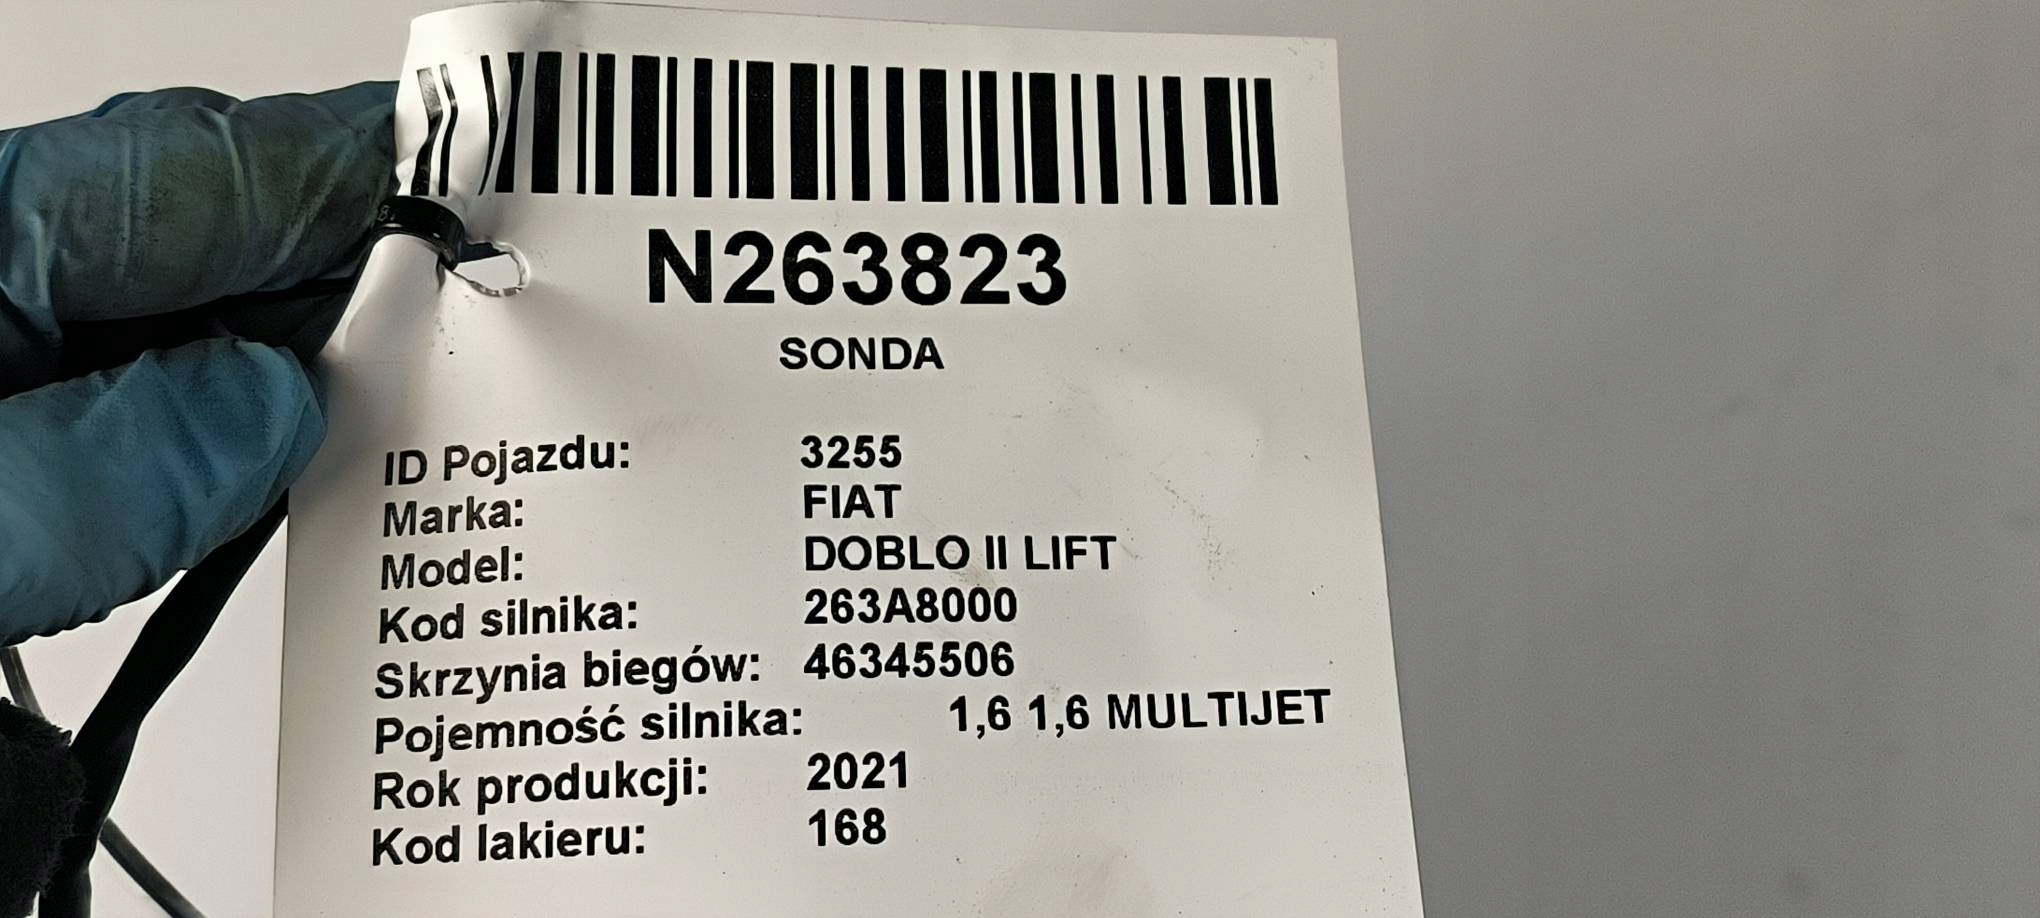 N263823
SONDA
ID Pojazdu: 3255
Marka: FIAT
Model: DOBLO II LIFT
Kod silnika: 263A8000
Skrzynia biegów: 46345506
Pojemność silnika: 1,6 1,6 MULTIJET
Rok produkcji: 2021
Kod lakieru: 168